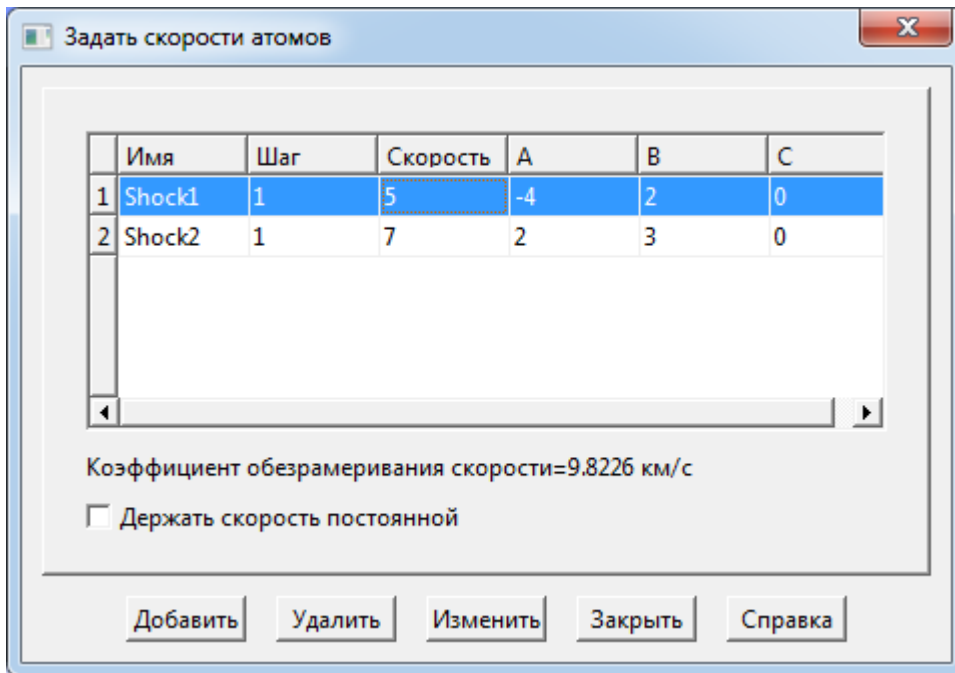 Задать скорости атомов
Имя Шаг Скорость A B C
1 Shock1 1 5 -4 2 0
2 Shock2 1 7 2 3 0
Коэффициент обезрамеривания скорости=9.8226 км/с
Держать скорость постоянной
Добавить Удалить Изменить Закрыть Справка